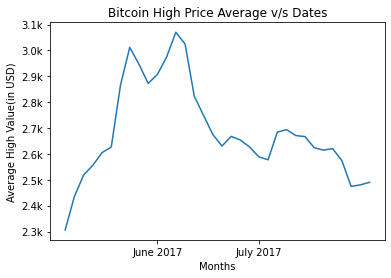 Bitcoin High Price Average v/s Dates
Average High Value(in USD)
3.1k
3.0k
2.9k
2.8k
2.7k
2.6k
2.5k
2.4k
2.3k
June 2017 July 2017
Months